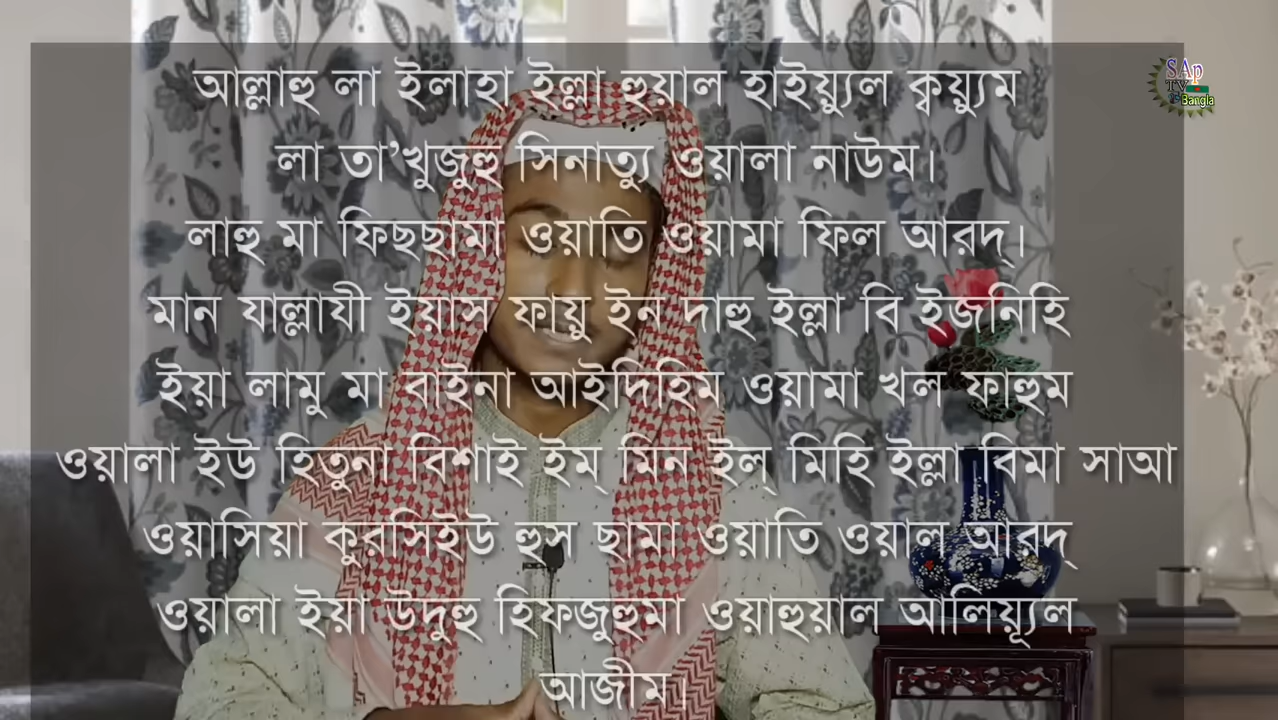 আল্লাহু লা ইলাহা ইল্লা হুয়াল হাইয়্যুল ক্বয়্যুম
লা তা’খুজুহু সিনাত্যু ওয়ালা নাউম।
লাহু মা ফিছছামা ওয়াতি ওয়ামা ফিল আরদ্।
মান যাল্লাযী ইয়াস ফায়ু ইন দাহু ইল্লা বি ইজনিহি
ইয়া লামু মা বাইনা আইদিহিম ওয়ামা খল ফাহুম
ওয়ালা ইউ হিতুনা বিশাই ইম্ মিন ইল্ মিহি ইল্লা বিমা সাআ
ওয়াসিয়া কুরসিইউ হুস ছামা ওয়াতি ওয়াল আরদ্
ওয়ালা ইয়া উদুহু হিফজুহুমা ওয়াহুয়াল আলিয়্যূল
আজীম।
SAp
TV
Bangla